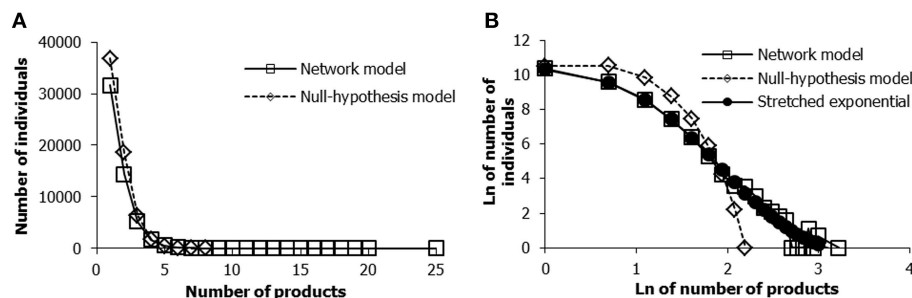 A
Number of individuals
40000
30000
20000
10000
0
0
5
10
15
20
25
Number of products
Network model
Null-hypothesis model
B
Ln of number of
individuals
12
10
8
6
4
2
0
0
1
2
3
4
Ln of number of products
Network model
Null-hypothesis model
Stretched exponential